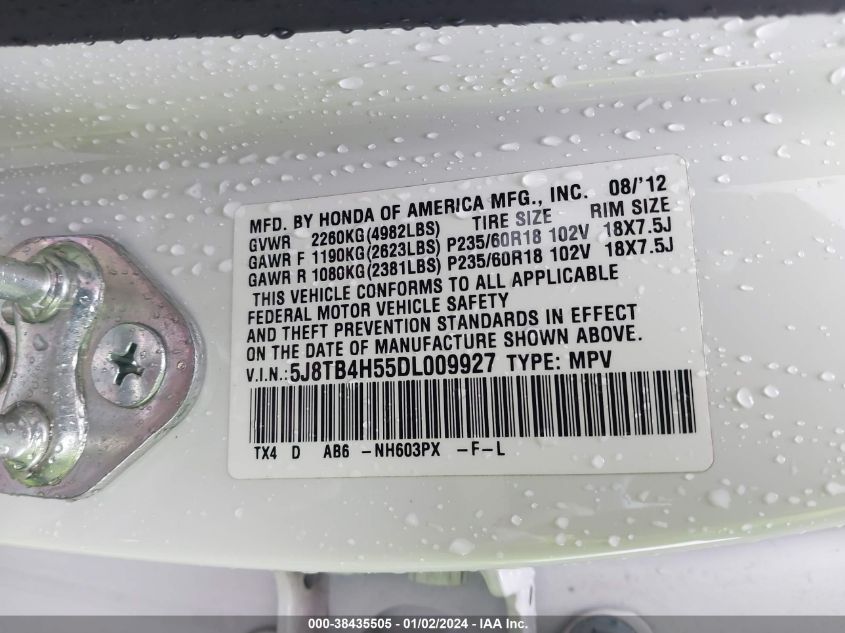 MFD. BY HONDA OF AMERICA MFG., INC. 08/'12
GVWR 2260KG(4982LBS) TIRE SIZE RIM SIZE
GAWR F 1190KG(2623LBS) P235/60R18 102V 18X7.5J
GAWR R 1080KG(2381LBS) P235/60R18 102V 18X7.5J
THIS VEHICLE CONFORMS TO ALL APPLICABLE
FEDERAL MOTOR VEHICLE SAFETY
AND THEFT PREVENTION STANDARDS IN EFFECT
ON THE DATE OF MANUFACTURE SHOWN ABOVE.
V.I.N.: 5J8TB4H55DL009927 TYPE: MPV
TX4 D AB6 -NH603PX -F-L
000-38435505 - 01/02/2024 - IAA Inc.